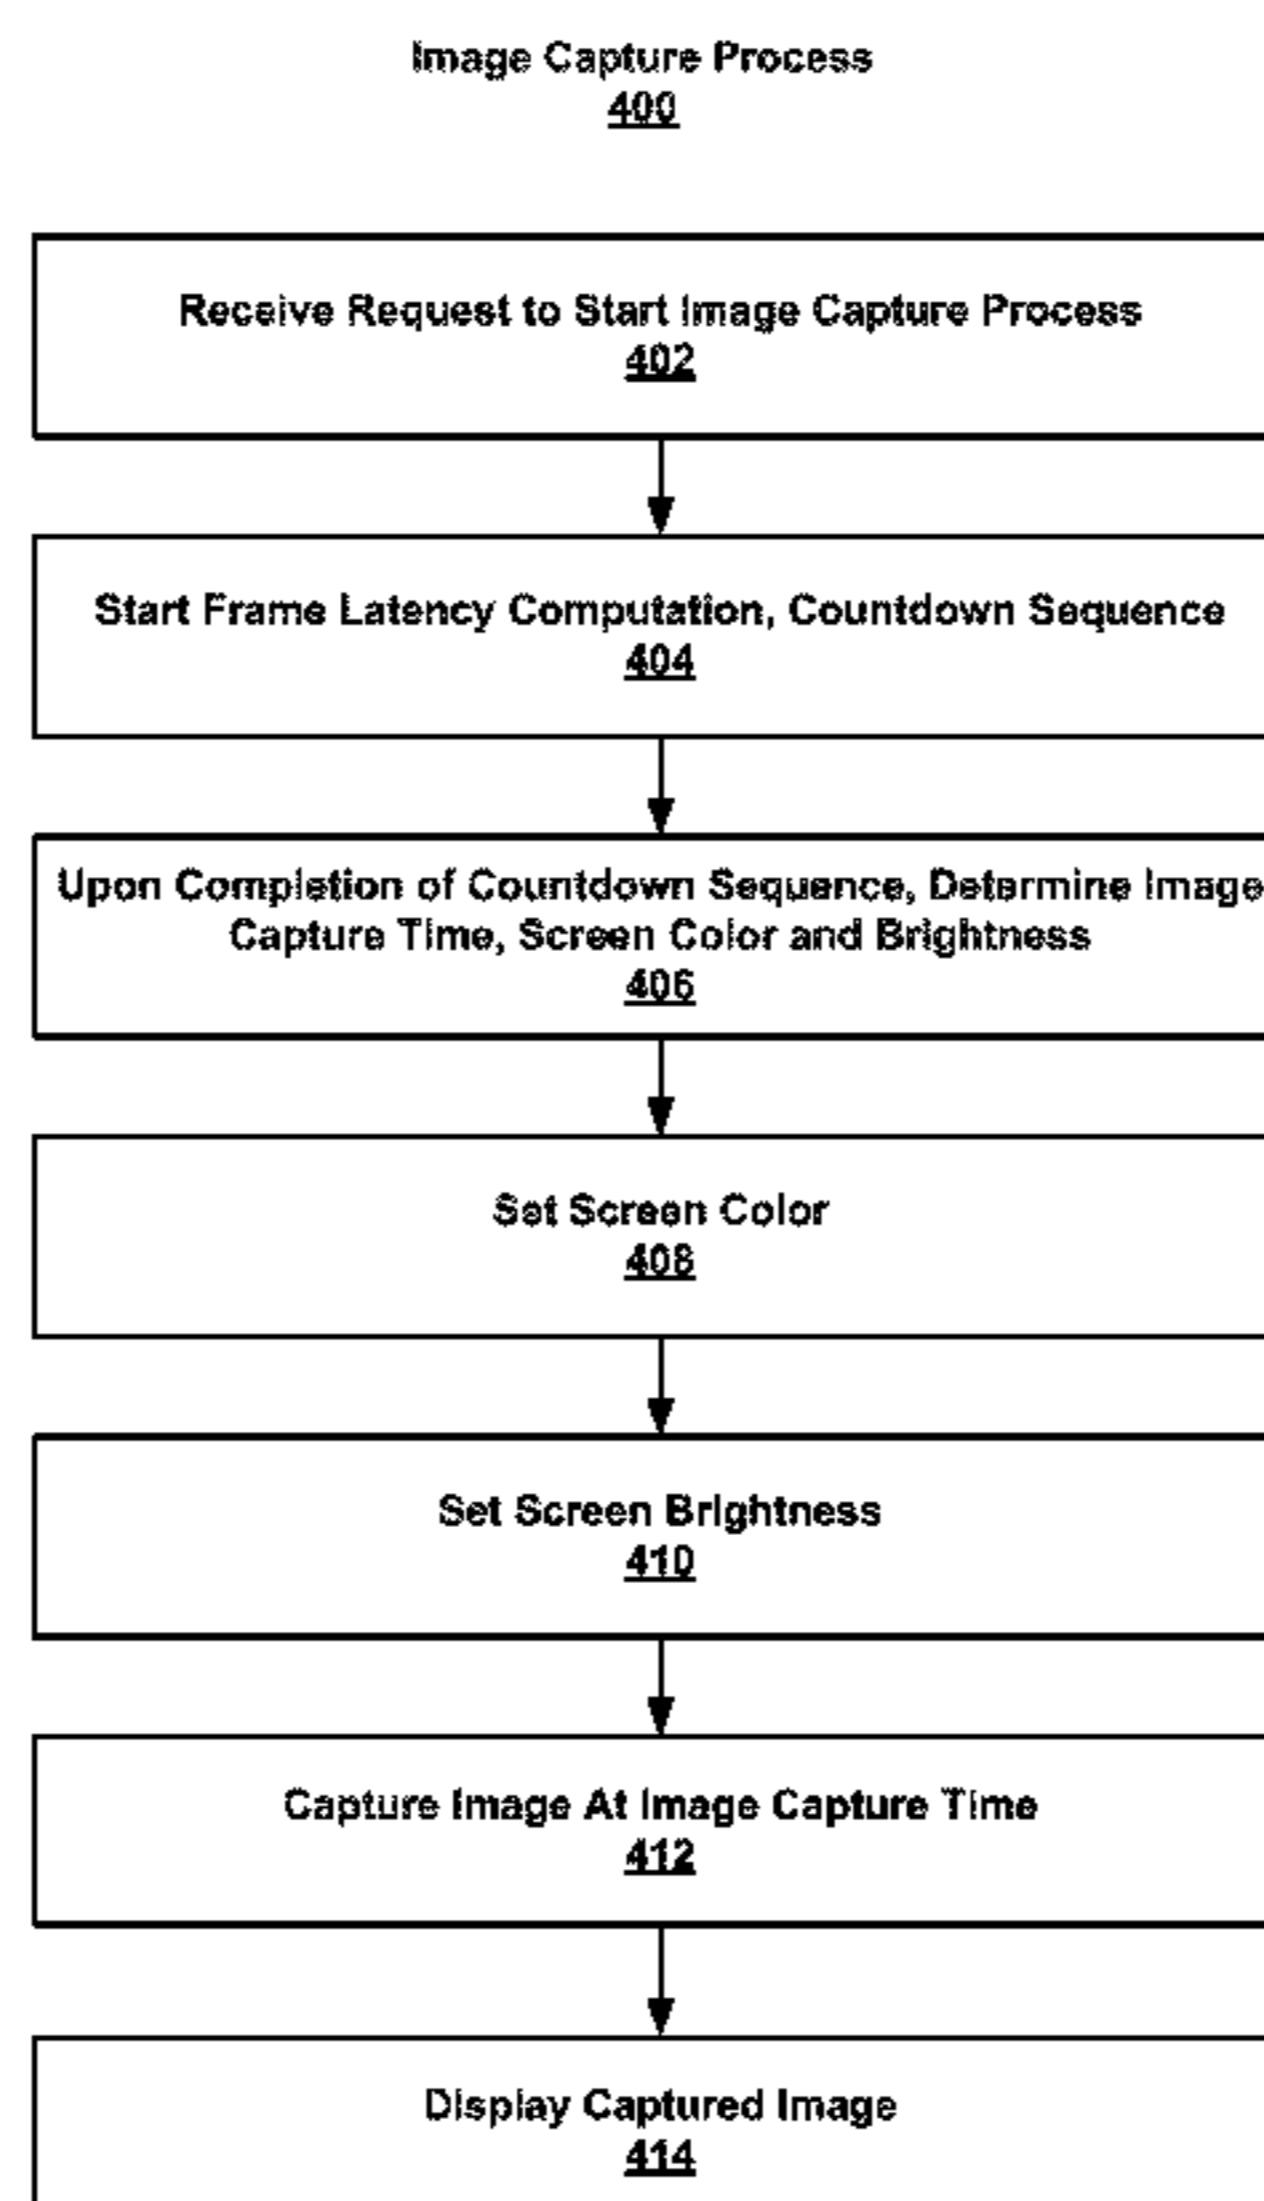 Image Capture Process
400
Receive Request to Start Image Capture Process
402
Start Frame Latency Computation, Countdown Sequence
404
Upon Completion of Countdown Sequence, Determine Image
Capture Time, Screen Color and Brightness
406
Set Screen Color
408
Set Screen Brightness
410
Capture Image At Image Capture Time
412
Display Captured Image
414